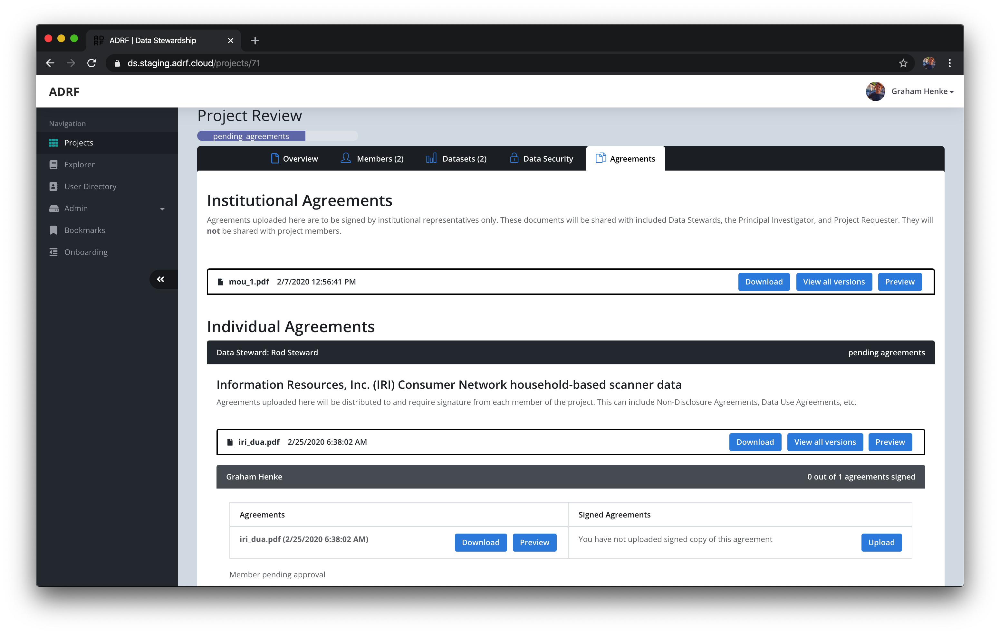 ADRF | Data Stewardship
ds.staging.adrf.cloud/projects/71
ADRF
Graham Henke
Navigation
Projects
Explorer
User Directory
Admin
Bookmarks
Onboarding
Project Review
pending_agreements
Overview
Members (2)
Datasets (2)
Data Security
Agreements
Institutional Agreements
Agreements uploaded here are to be signed by institutional representatives only. These documents will be shared with included Data Stewards, the Principal Investigator, and Project Requester. They will
not be shared with project members.
mou_1.pdf 2/7/2020 12:56:41 PM Download View all versions Preview
Individual Agreements
Data Steward: Rod Steward pending agreements
Information Resources, Inc. (IRI) Consumer Network household-based scanner data
Agreements uploaded here will be distributed to and require signature from each member of the project. This can include Non-Disclosure Agreements, Data Use Agreements, etc.
iri_dua.pdf 2/25/2020 6:38:02 AM Download View all versions Preview
Graham Henke 0 out of 1 agreements signed
Agreements Signed Agreements
iri_dua.pdf (2/25/2020 6:38:02 AM) Download Preview You have not uploaded signed copy of this agreement Upload
Member pending approval